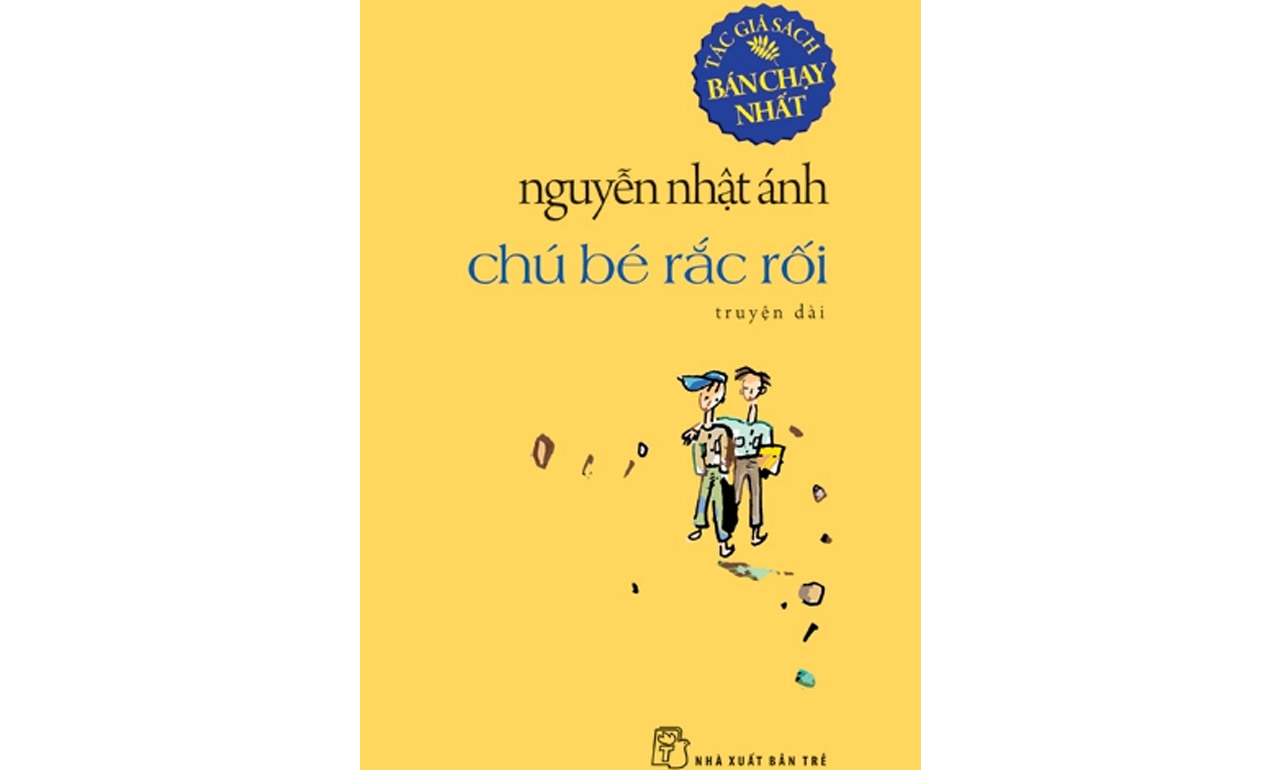 TÁC GIẢ SÁCH
BÁN CHẠY
NHẤT
nguyễn nhật ánh
chú bé rắc rối
truyện dài
T
NHÀ XUẤT BẢN TRẺ